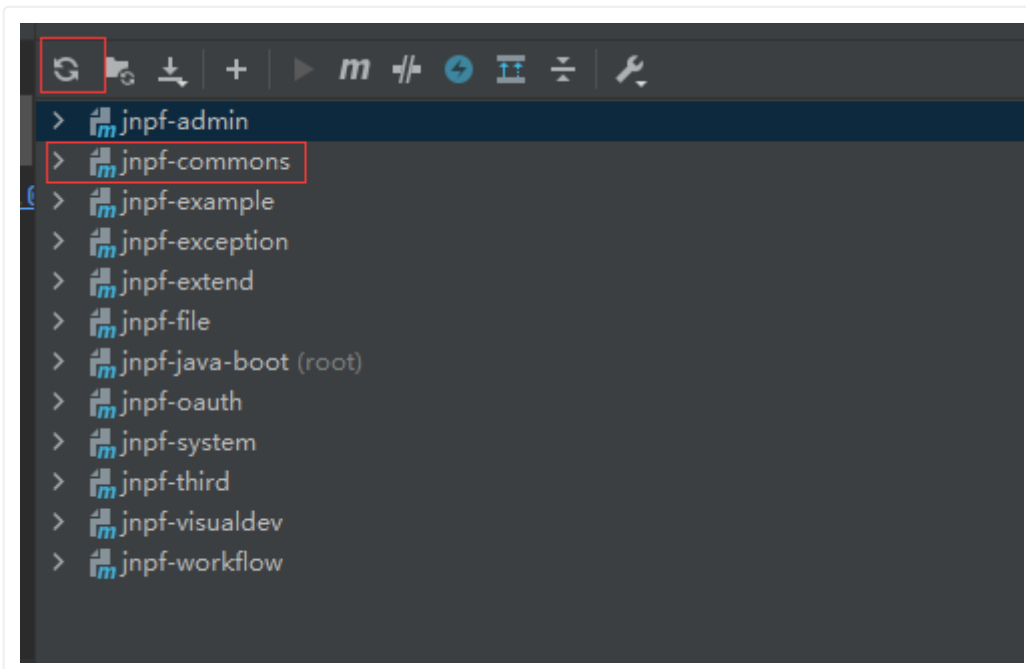 m
jnpf-admin
jnpf-commons
jnpf-example
jnpf-exception
jnpf-extend
jnpf-file
jnpf-java-boot (root)
jnpf-oauth
jnpf-system
jnpf-third
jnpf-visualdev
jnpf-workflow